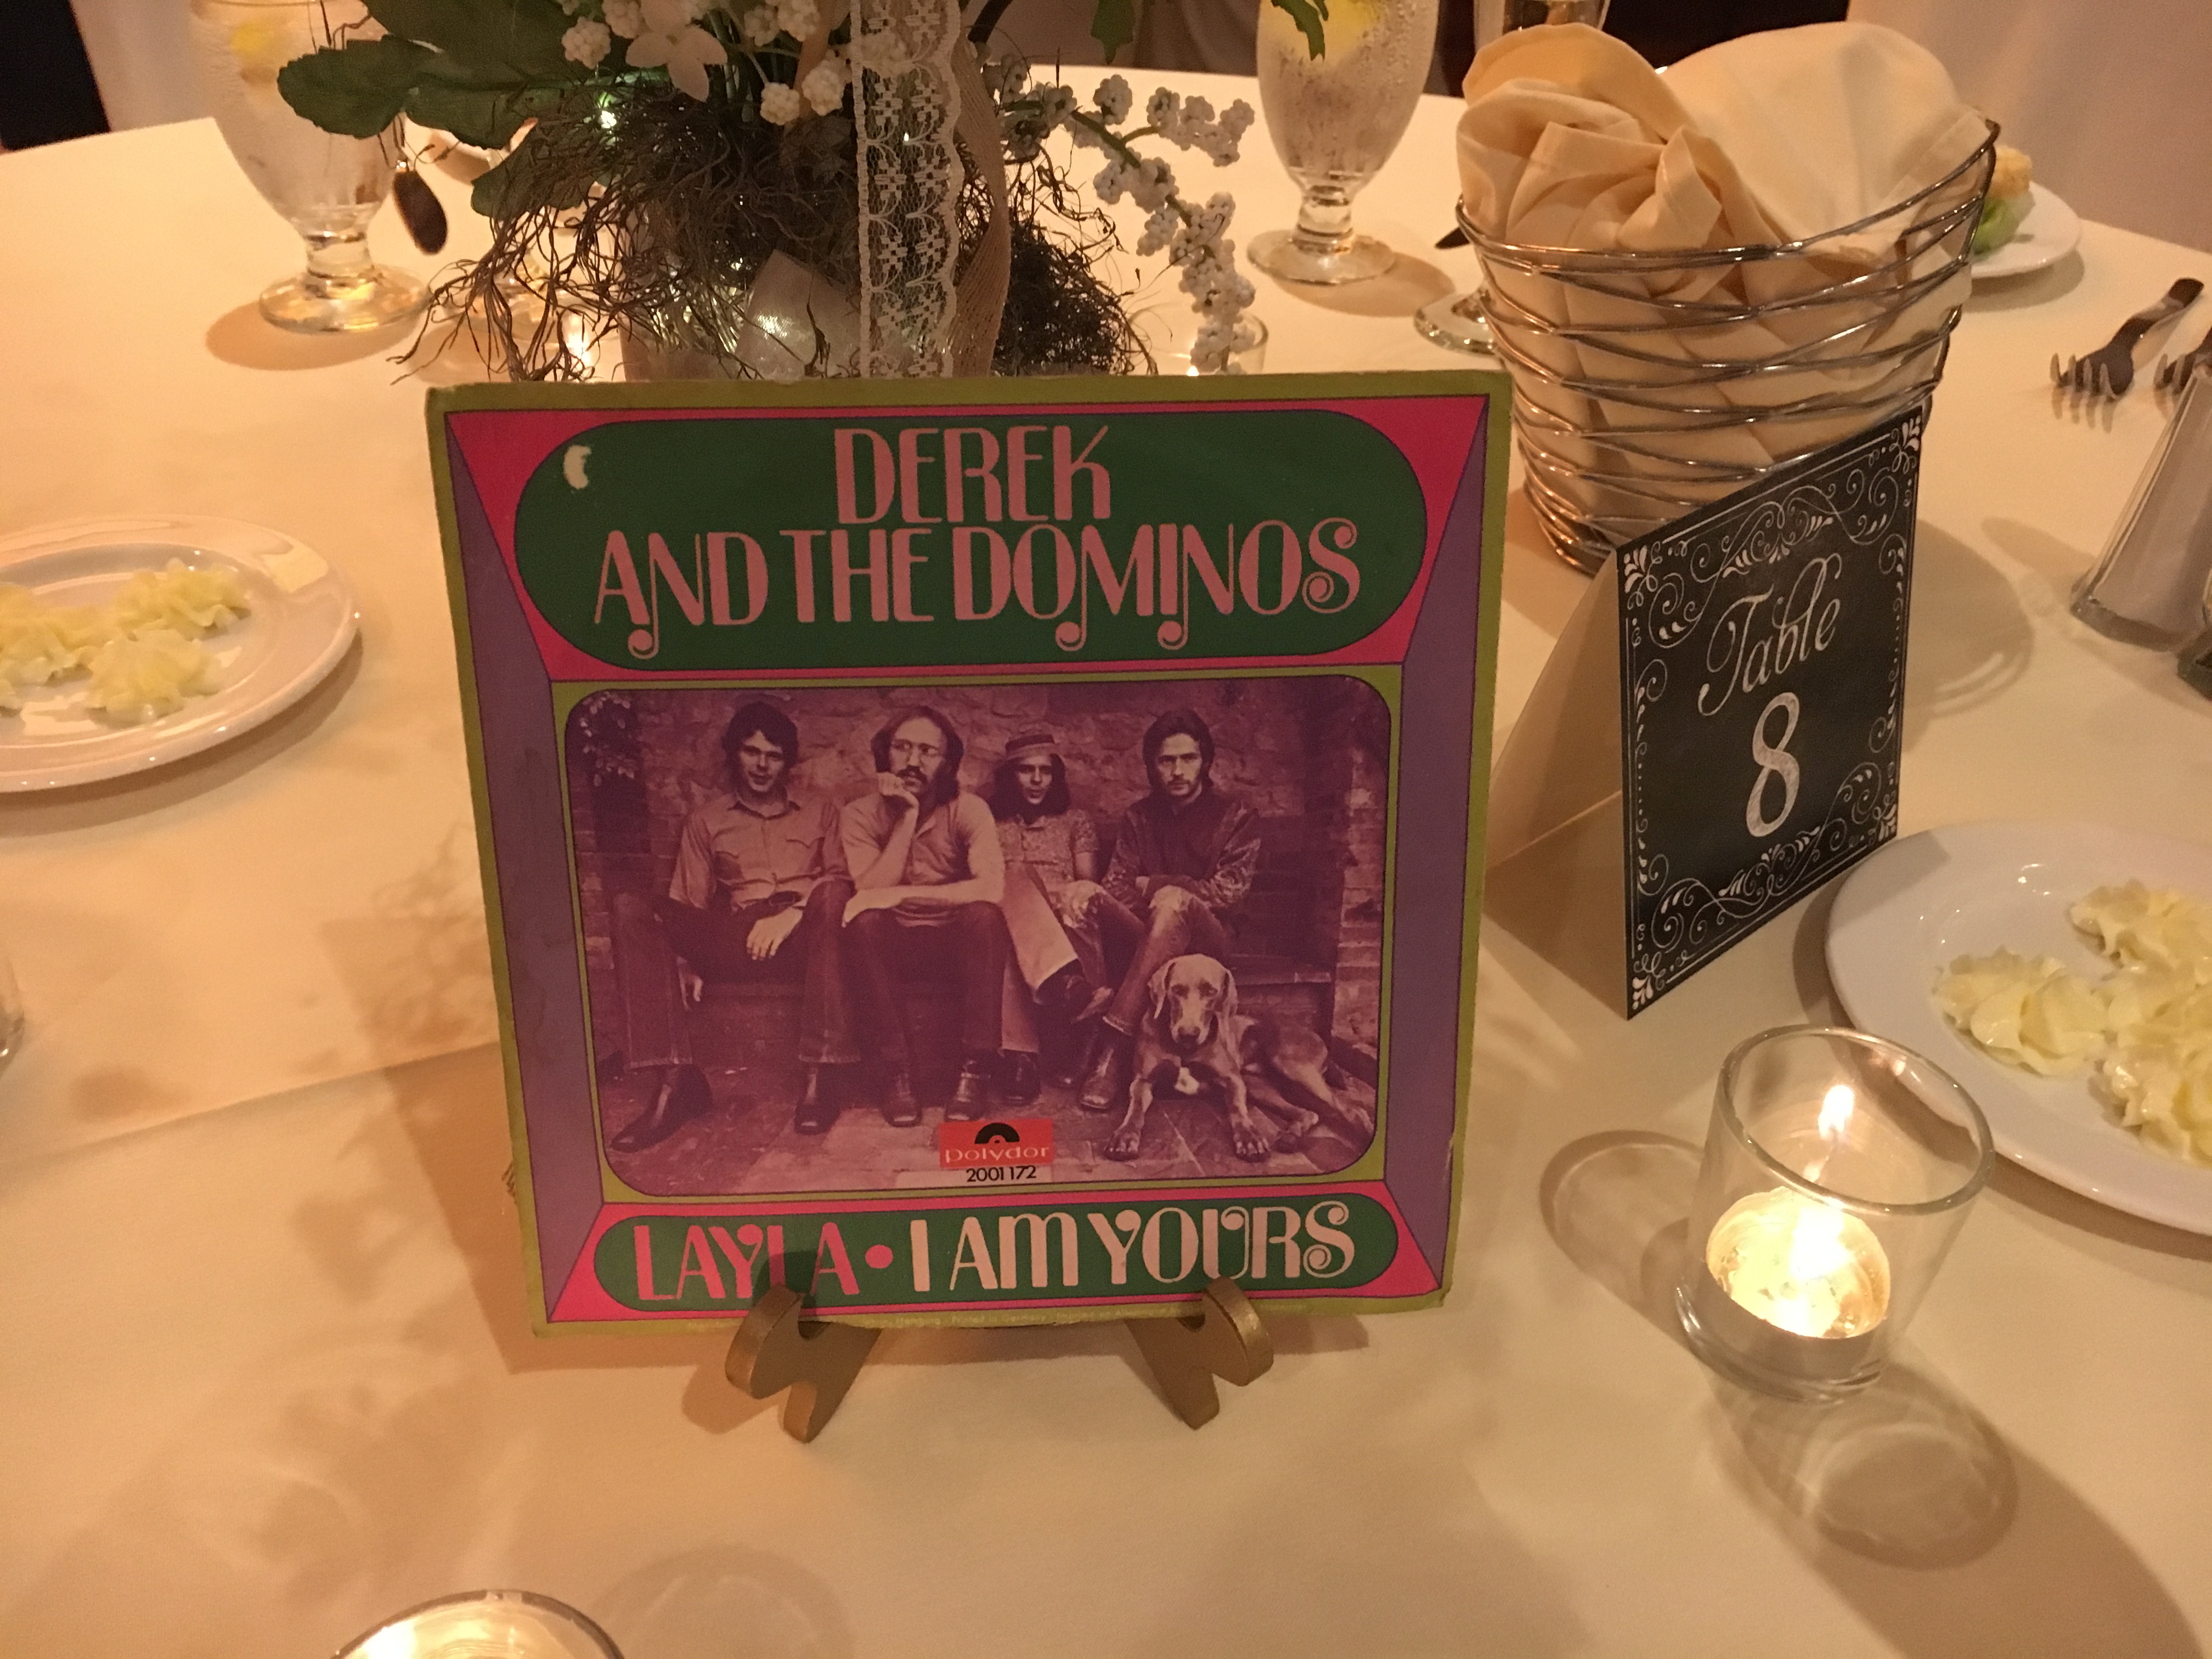 DEREK
AND THE DOMINOS
polydor
2001 172
LAYLA • I AM YOURS
Table
8